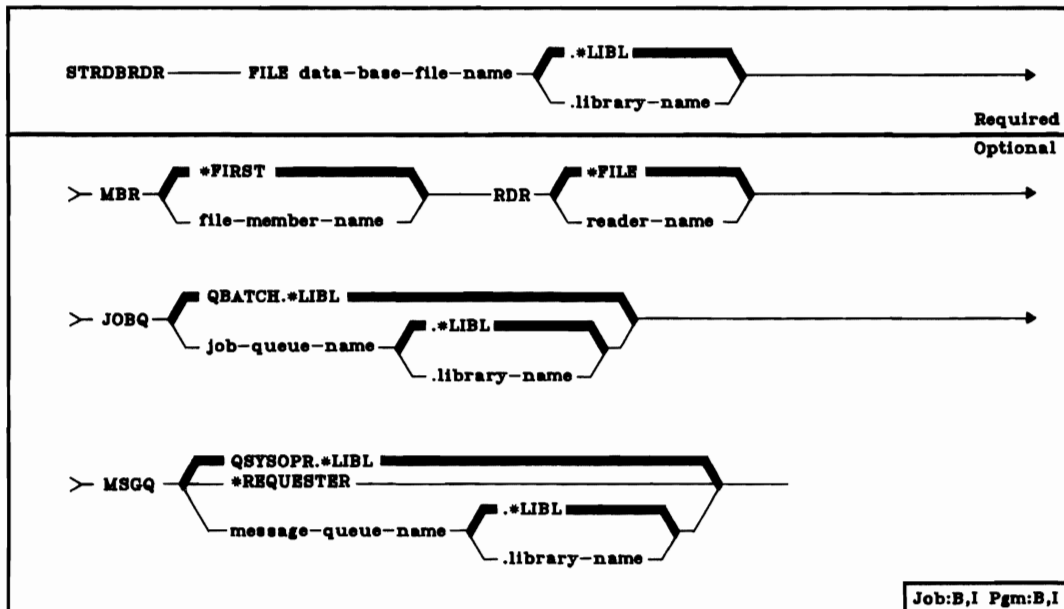 .*LIBL
STRDBRDR FILE data-base-file-name
.library-name
Required
Optional
*FIRST *FILE
MBR RDR
file-member-name reader-name
QBATCH.*LIBL
JOBQ .*LIBL
job-queue-name
.library-name
QSYSOPR.*LIBL
MSGQ *REQUESTER
.*LIBL
message-queue-name
.library-name
Job:B,I Pgm:B,I